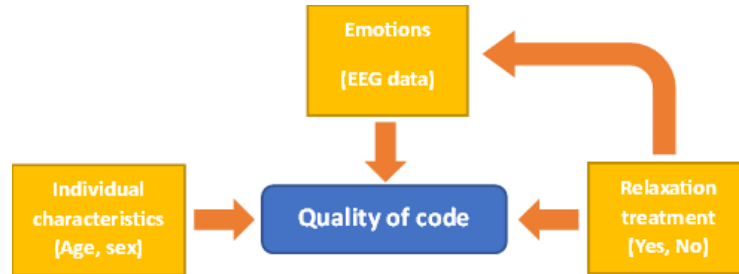 Emotions
(EEG data)
Individual
characteristics
(Age, sex)
Quality of code
Relaxation
treatment
(Yes, No)